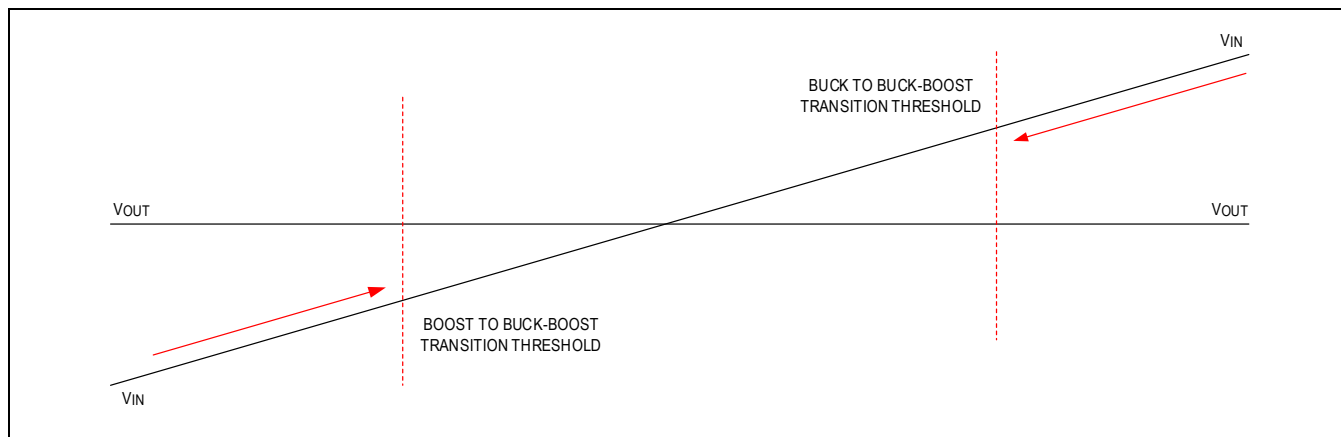 VIN
BUCK TO BUCK-BOOST
TRANSITION THRESHOLD
VOUT
VOUT
BOOST TO BUCK-BOOST
TRANSITION THRESHOLD
VIN